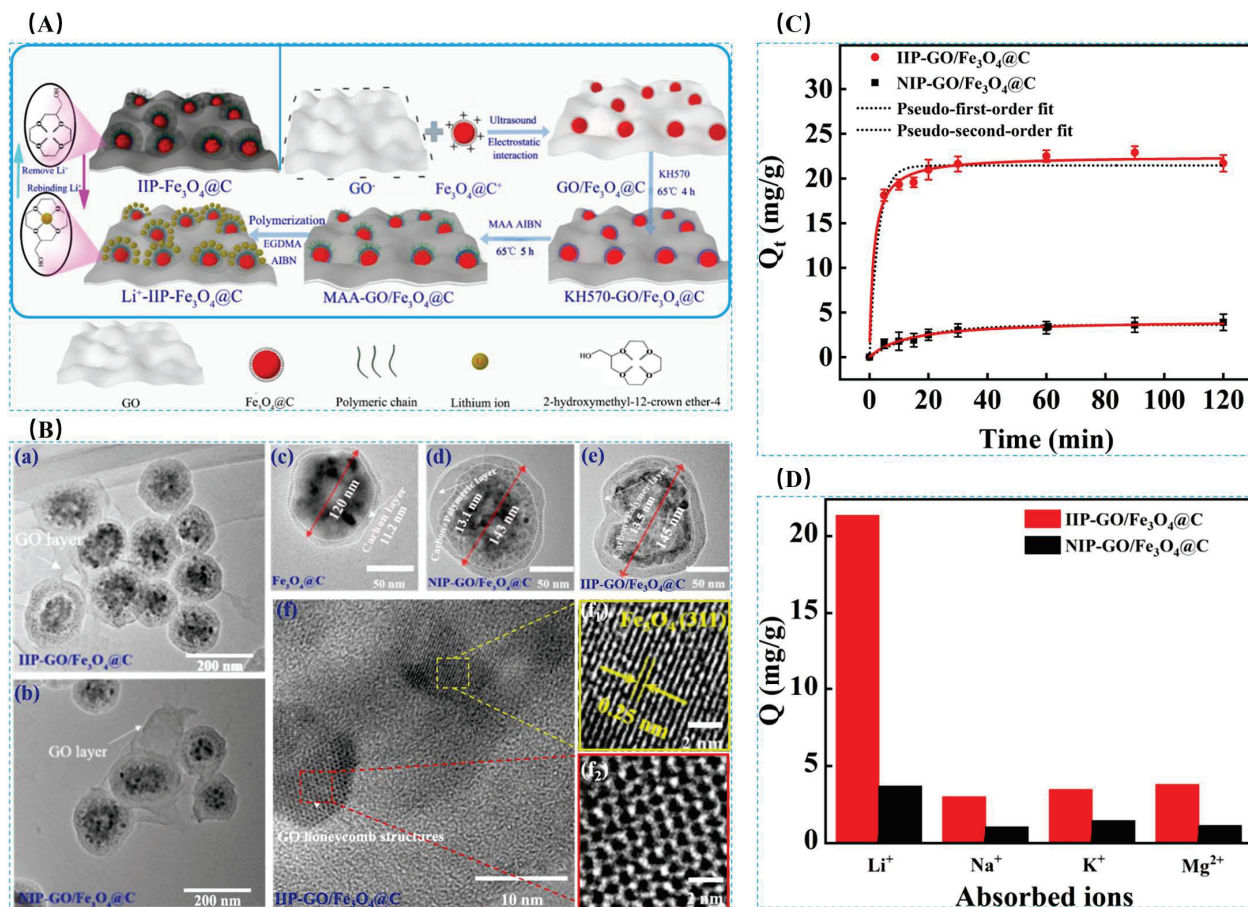 (A)
HO
Remove Li⁺
Rebinding Li⁺
OH
IIP-Fe₃O₄@C
GO⁻
Fe₃O₄@C⁺
Ultrasound
Electrostatic
interaction
GO/Fe₃O₄@C
KH570
65℃ 4 h
Polymerization
EGDMA
AIBN
MAA AIBN
65℃ 5 h
Li⁺-IIP-Fe₃O₄@C
MAA-GO/Fe₃O₄@C
KH570-GO/Fe₃O₄@C
HO
GO
Fe₃O₄@C
Polymeric chain
Lithium ion
2-hydroxymethyl-12-crown ether-4
(B)
(a)
GO layer
IIP-GO/Fe₃O₄@C
200 nm
(b)
GO layer
NIP-GO/Fe₃O₄@C
200 nm
(c)
120 nm
Carbon layer
11.2 nm
Fe₃O₄@C
50 nm
(d)
Carbon/Polymeric layer
13.1 nm
143 nm
NIP-GO/Fe₃O₄@C
50 nm
(e)
13.5 nm
145 nm
IIP-GO/Fe₃O₄@C
50 nm
(f)
GO honeycomb structures
IIP-GO/Fe₃O₄@C
10 nm
(f₁)
Fe₃O₄ (311)
0.25 nm
2 nm
(f₂)
2 nm
(C)
IIP-GO/Fe₃O₄@C
NIP-GO/Fe₃O₄@C
Pseudo-first-order fit
Pseudo-second-order fit
Qₜ (mg/g)
30
25
20
15
10
5
0
0 20 40 60 80 100 120
Time (min)
(D)
IIP-GO/Fe₃O₄@C
NIP-GO/Fe₃O₄@C
Q (mg/g)
20
15
10
5
0
Li⁺ Na⁺ K⁺ Mg²⁺
Absorbed ions